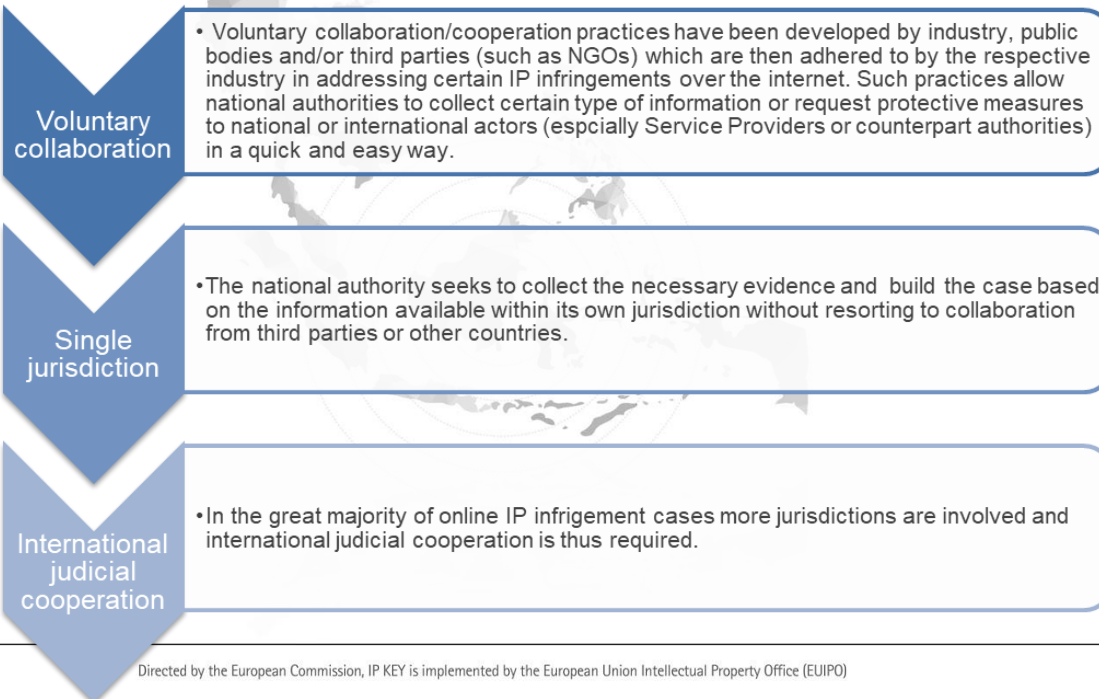 Voluntary
collaboration
• Voluntary collaboration/cooperation practices have been developed by industry, public
bodies and/or third parties (such as NGOs) which are then adhered to by the respective
industry in addressing certain IP infringements over the internet. Such practices allow
national authorities to collect certain type of information or request protective measures
to national or international actors (espcially Service Providers or counterpart authorities)
in a quick and easy way.
Single
jurisdiction
•The national authority seeks to collect the necessary evidence and build the case based
on the information available within its own jurisdiction without resorting to collaboration
from third parties or other countries.
International
judicial
cooperation
•In the great majority of online IP infrigement cases more jurisdictions are involved and
international judicial cooperation is thus required.
Directed by the European Commission, IP KEY is implemented by the European Union Intellectual Property Office (EUIPO)